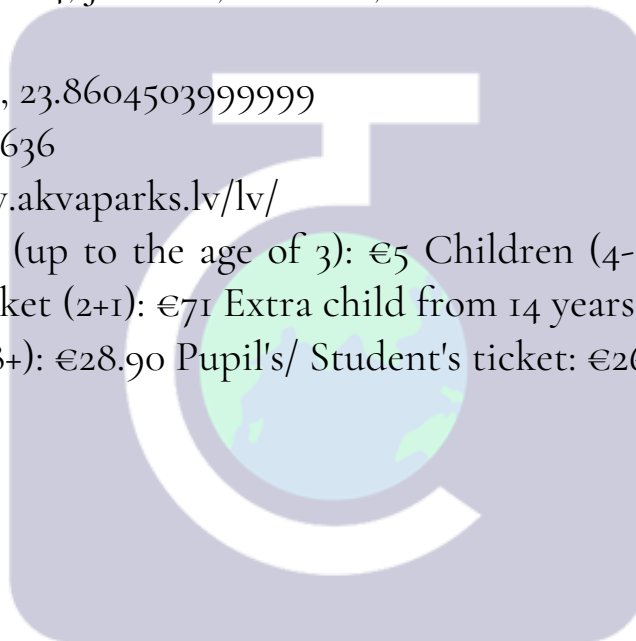 , 23.8604503999999
636
.akvaparks.lv/lv/
(up to the age of 3): €5 Children (4-
ket (2+1): €71 Extra child from 14 years
+): €28.90 Pupil's/ Student's ticket: €2